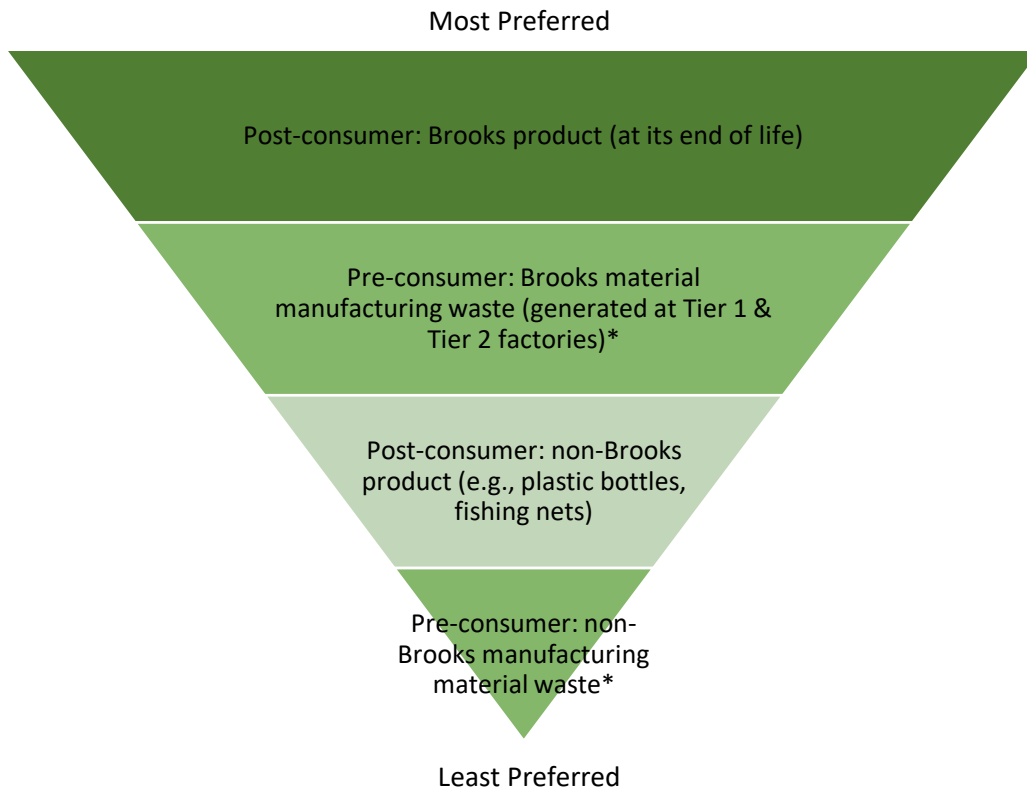 Most Preferred
Post-consumer: Brooks product (at its end of life)
Pre-consumer: Brooks material
manufacturing waste (generated at Tier 1 &
Tier 2 factories)*
Post-consumer: non-Brooks
product (e.g., plastic bottles,
fishing nets)
Pre-consumer: non-
Brooks manufacturing
material waste*
Least Preferred